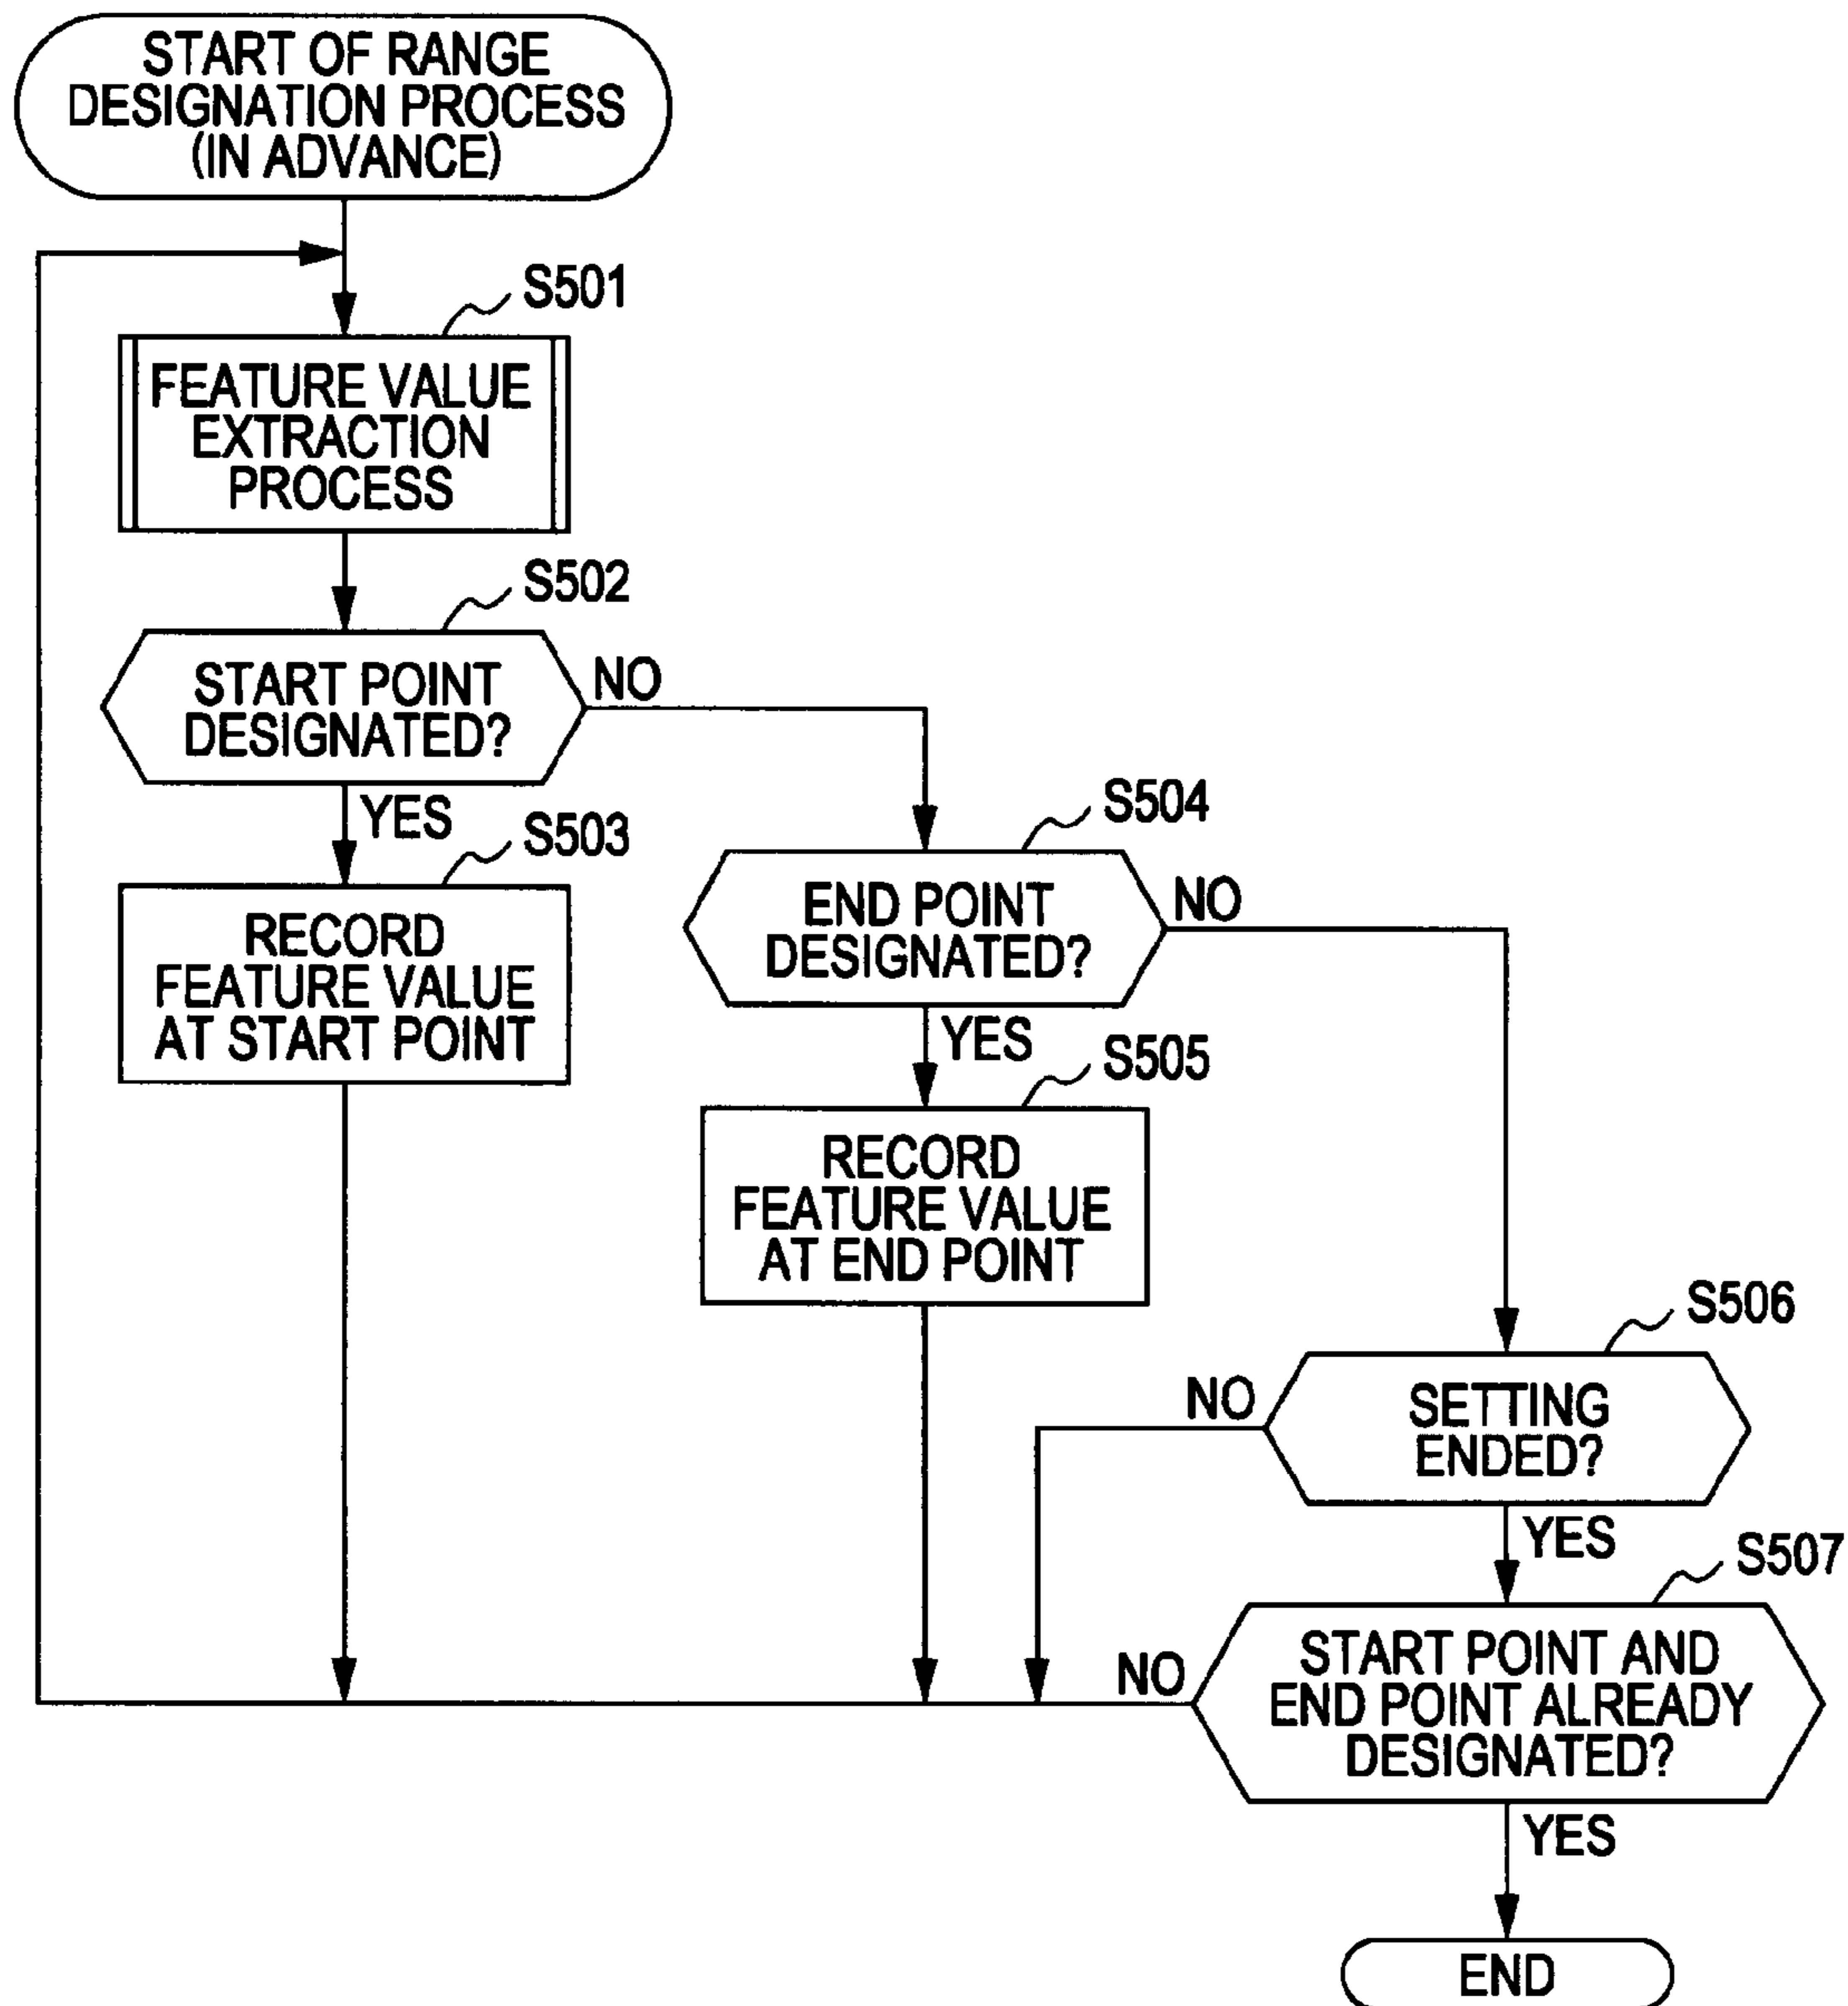 START OF RANGE
DESIGNATION PROCESS
(IN ADVANCE)
S501
FEATURE VALUE
EXTRACTION
PROCESS
S502
START POINT
DESIGNATED?
NO
YES
S503
RECORD
FEATURE VALUE
AT START POINT
S504
END POINT
DESIGNATED?
NO
YES
S505
RECORD
FEATURE VALUE
AT END POINT
S506
SETTING
ENDED?
NO
YES
S507
START POINT AND
END POINT ALREADY
DESIGNATED?
NO
YES
END